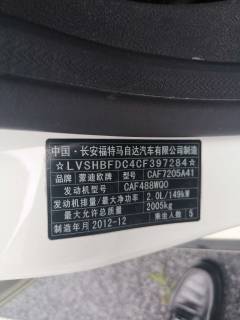 中国·长安福特马自达汽车有限公司制造
☆LVSHBFDC4CF397284☆
品牌 蒙迪欧牌 型号 CAF7205A41
发动机型号 CAF488WQ0
发动机排量/最大净功率 2.0L/149kW
最大允许总质量 2005kg
制造年月 2012-12 乘坐人数 5